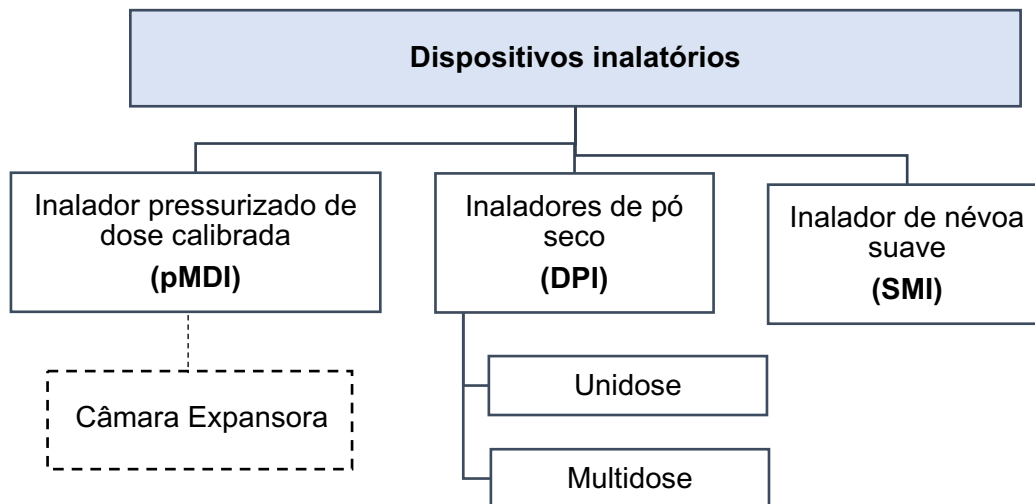 Dispositivos inalatórios
Inalador pressurizado de
dose calibrada
(pMDI)
Inaladores de pó
seco
(DPI)
Inalador de névoa
suave
(SMI)
Câmara Expansora
Unidose
Multidose